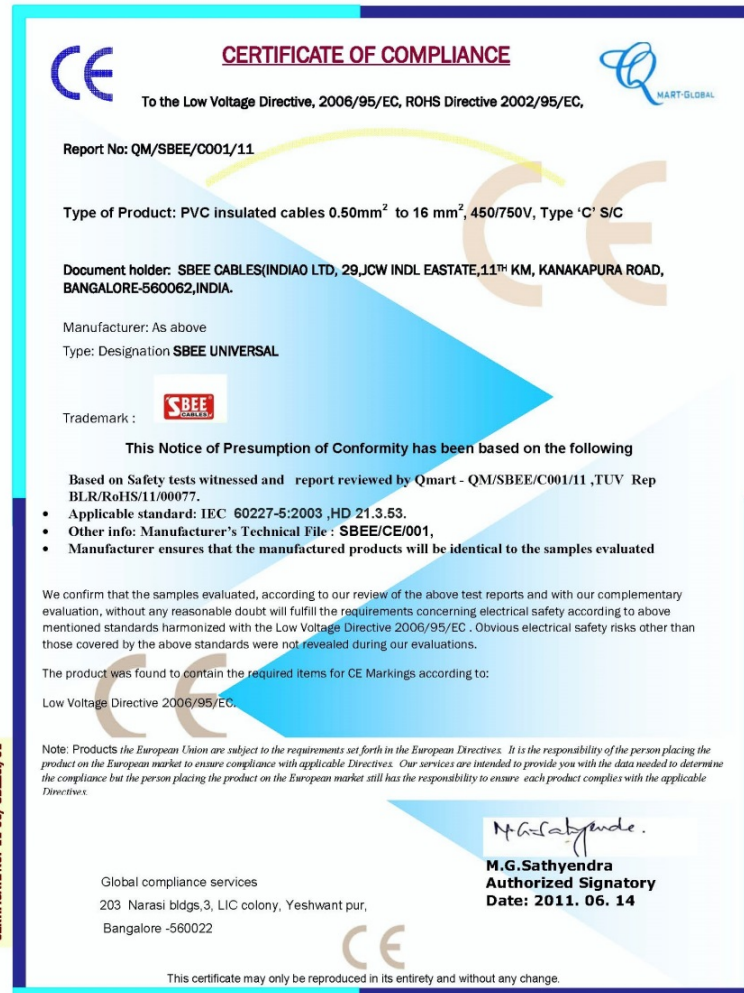 CE
CERTIFICATE OF COMPLIANCE
Q
MART-GLOBAL
To the Low Voltage Directive, 2006/95/EC, ROHS Directive 2002/95/EC,
Report No: QM/SBEE/C001/11
CE
Type of Product: PVC insulated cables 0.50mm² to 16 mm², 450/750V, Type ‘C’ S/C
Document holder: SBEE CABLES(INDIA0 LTD, 29,JCW INDL EASTATE,11TH KM, KANAKAPURA ROAD,
BANGALORE-560062,INDIA.
Manufacturer: As above
Type: Designation SBEE UNIVERSAL
Trademark :
SBEE
CABLES
This Notice of Presumption of Conformity has been based on the following
Based on Safety tests witnessed and report reviewed by Qmart - QM/SBEE/C001/11 ,TUV Rep
BLR/RoHS/11/00077.
• Applicable standard: IEC 60227-5:2003 ,HD 21.3.53.
• Other info: Manufacturer’s Technical File : SBEE/CE/001,
• Manufacturer ensures that the manufactured products will be identical to the samples evaluated
We confirm that the samples evaluated, according to our review of the above test reports and with our complementary
evaluation, without any reasonable doubt will fulfill the requirements concerning electrical safety according to above
mentioned standards harmonized with the Low Voltage Directive 2006/95/EC . Obvious electrical safety risks other than
those covered by the above standards were not revealed during our evaluations.
The product was found to contain the required items for CE Markings according to:
CE
Low Voltage Directive 2006/95/EC.
Note: Products the European Union are subject to the requirements set forth in the European Directives. It is the responsibility of the person placing the
product on the European market to ensure compliance with applicable Directives. Our services are intended to provide you with the data needed to determine
the compliance but the person placing the product on the European market still has the responsibility to ensure each product complies with the applicable
Directives.
M.G.Sathyendra
Authorized Signatory
Date: 2011. 06. 14
Global compliance services
203 Narasi bldgs,3, LIC colony, Yeshwant pur,
Bangalore -560022
CE
This certificate may only be reproduced in its entirety and without any change.